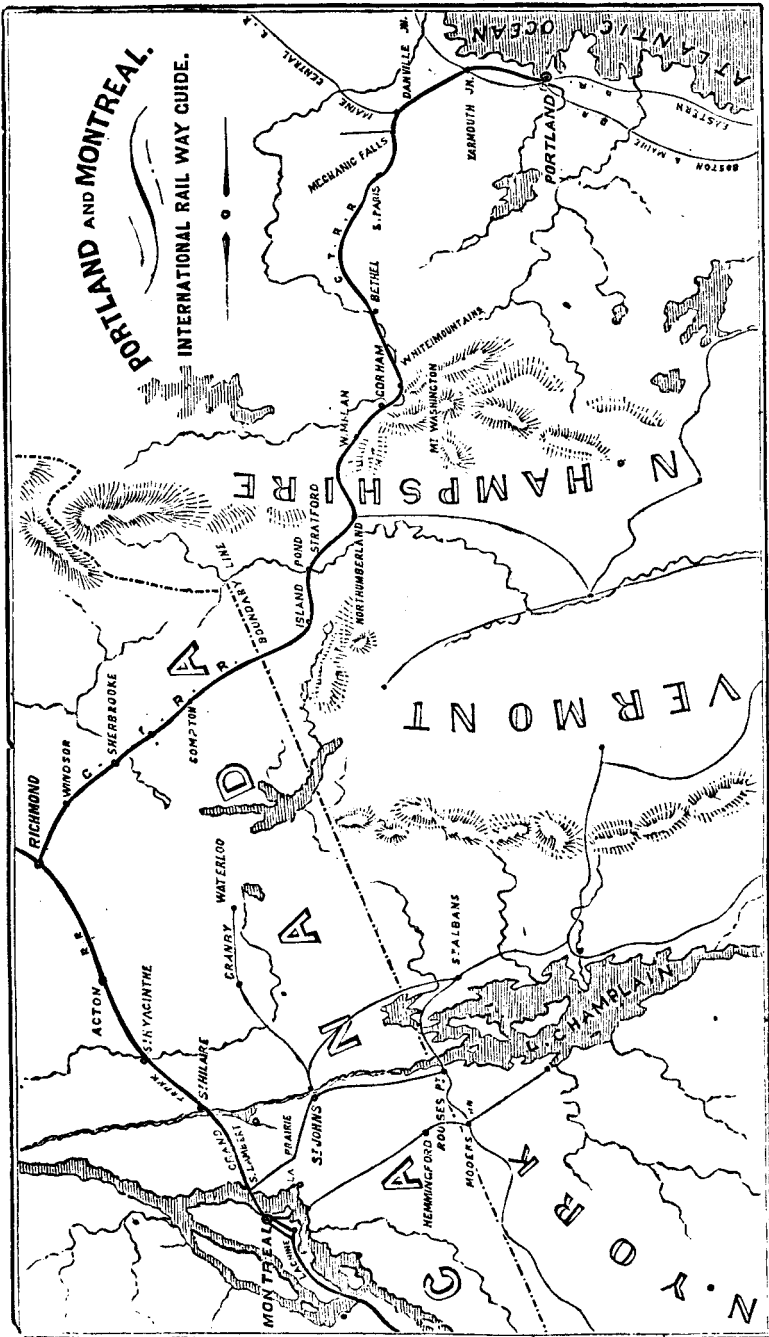 PORTLAND AND MONTREAL.
INTERNATIONAL RAIL WAY GUIDE.
ATLANTIC
OCEAN
EASTERN
R R
BOSTON & MAINE
R R
PORTLAND
YARMOUTH JN.
DANVILLE JN.
MAINE CENTRAL R R
MECHANIC FALLS
S. PARIS
G. T. R R
BETHEL
WHITE MOUNTAINS
GORHAM
MT WASHINGTON
W. MILAN
N. HAMPSHIRE
STRATFORD
NORTHUMBERLAND
ISLAND POND
BOUNDARY LINE
VERMONT
COMPTON
G. T. R. R.
SHERBROOKE
WINDSOR
RICHMOND
WATERLOO
GRANBY
ACTON
R R
ST HYACINTHE
ST HILAIRE
GRAND TRUNK
S. LAMBERT
LA PRAIRIE
ST JOHNS
ST ALBANS
L. CHAMPLAIN
ROUSES PT
MOOERS JN
HEMMINGFORD
MONTREAL
LACHINE
CANADA
N. YORK